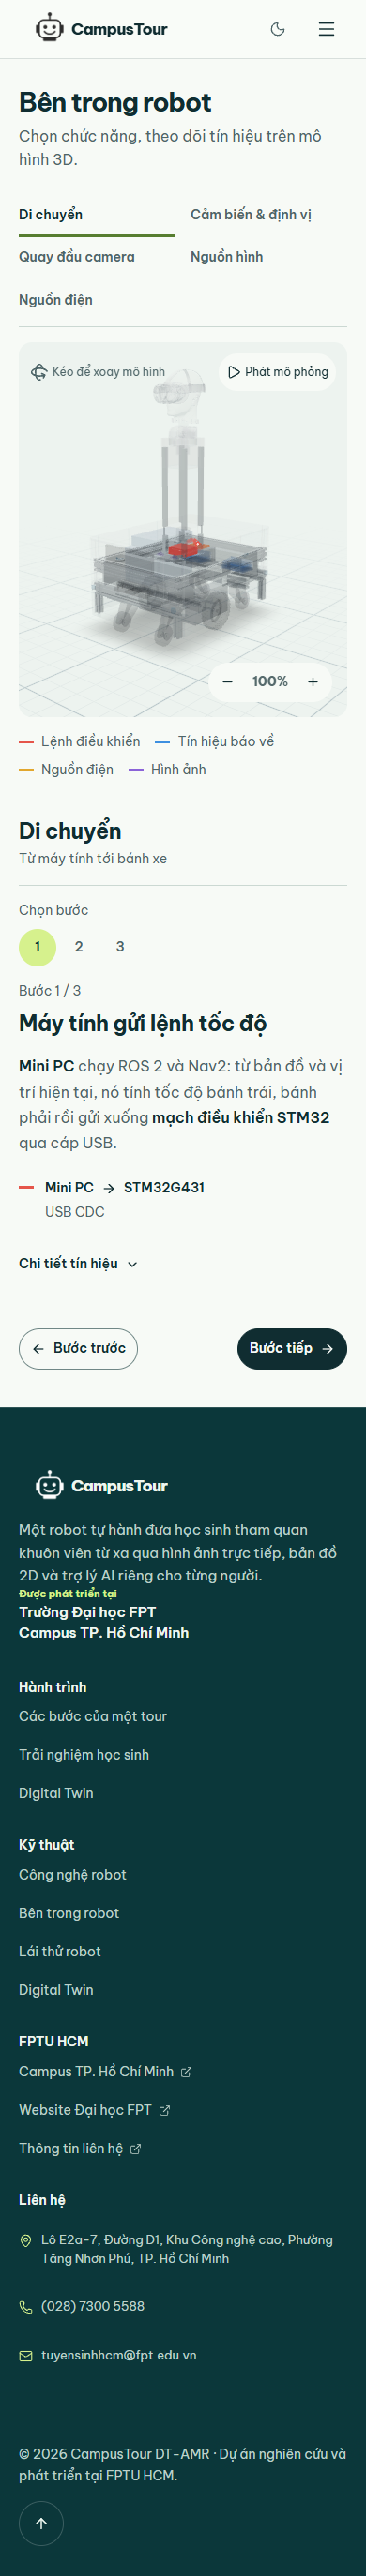 CampusTour
Bên trong robot
Chọn chức năng, theo dõi tín hiệu trên mô
hình 3D.
Di chuyển
Cảm biến & định vị
Quay đầu camera
Nguồn hình
Nguồn điện
Kéo để xoay mô hình
Phát mô phỏng
100%
Lệnh điều khiển
Tín hiệu báo về
Nguồn điện
Hình ảnh
Di chuyển
Từ máy tính tới bánh xe
Chọn bước
1 2 3
Bước 1 / 3
Máy tính gửi lệnh tốc độ
Mini PC chạy ROS 2 và Nav2: từ bản đồ và vị
trí hiện tại, nó tính tốc độ bánh trái, bánh
phải rồi gửi xuống mạch điều khiển STM32
qua cáp USB.
Mini PC → STM32G431
USB CDC
Chi tiết tín hiệu
← Bước trước
Bước tiếp →
CampusTour
Một robot tự hành đưa học sinh tham quan
khuôn viên từ xa qua hình ảnh trực tiếp, bản đồ
2D và trợ lý AI riêng cho từng người.
Được phát triển tại
Trường Đại học FPT
Campus TP. Hồ Chí Minh
Hành trình
Các bước của một tour
Trải nghiệm học sinh
Digital Twin
Kỹ thuật
Công nghệ robot
Bên trong robot
Lái thử robot
Digital Twin
FPTU HCM
Campus TP. Hồ Chí Minh
Website Đại học FPT
Thông tin liên hệ
Liên hệ
Lô E2a-7, Đường D1, Khu Công nghệ cao, Phường
Tăng Nhơn Phú, TP. Hồ Chí Minh
(028) 7300 5588
tuyensinhhcm@fpt.edu.vn
© 2026 CampusTour DT-AMR · Dự án nghiên cứu và
phát triển tại FPTU HCM.